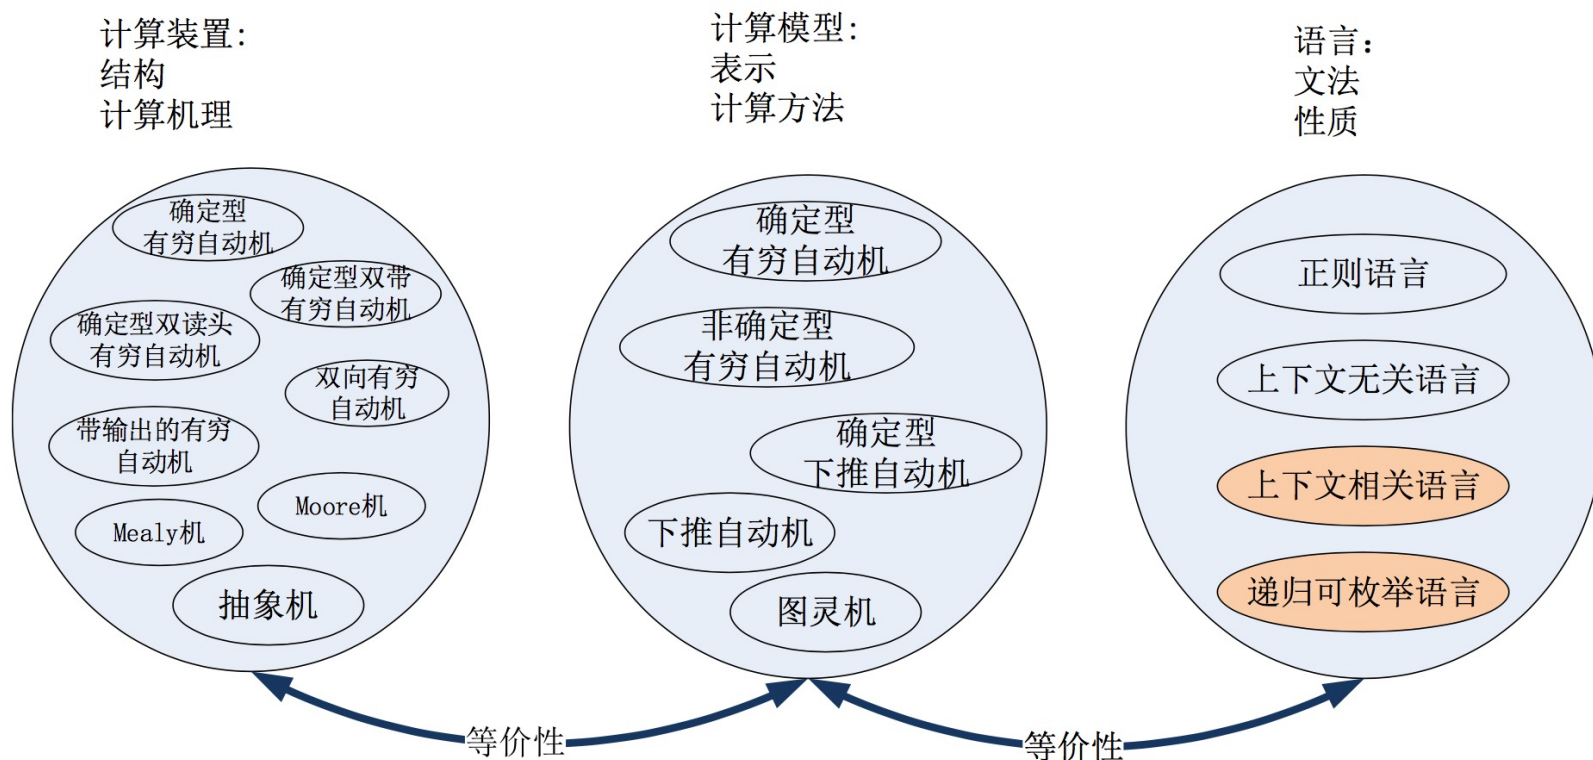 计算装置:
结构
计算机理
计算模型:
表示
计算方法
语言：
文法
性质
确定型
有穷自动机
确定型双带
有穷自动机
确定型双读头
有穷自动机
双向有穷
自动机
带输出的有穷
自动机
Moore机
Mealy机
抽象机
确定型
有穷自动机
非确定型
有穷自动机
确定型
下推自动机
下推自动机
图灵机
正则语言
上下文无关语言
上下文相关语言
递归可枚举语言
等价性
等价性